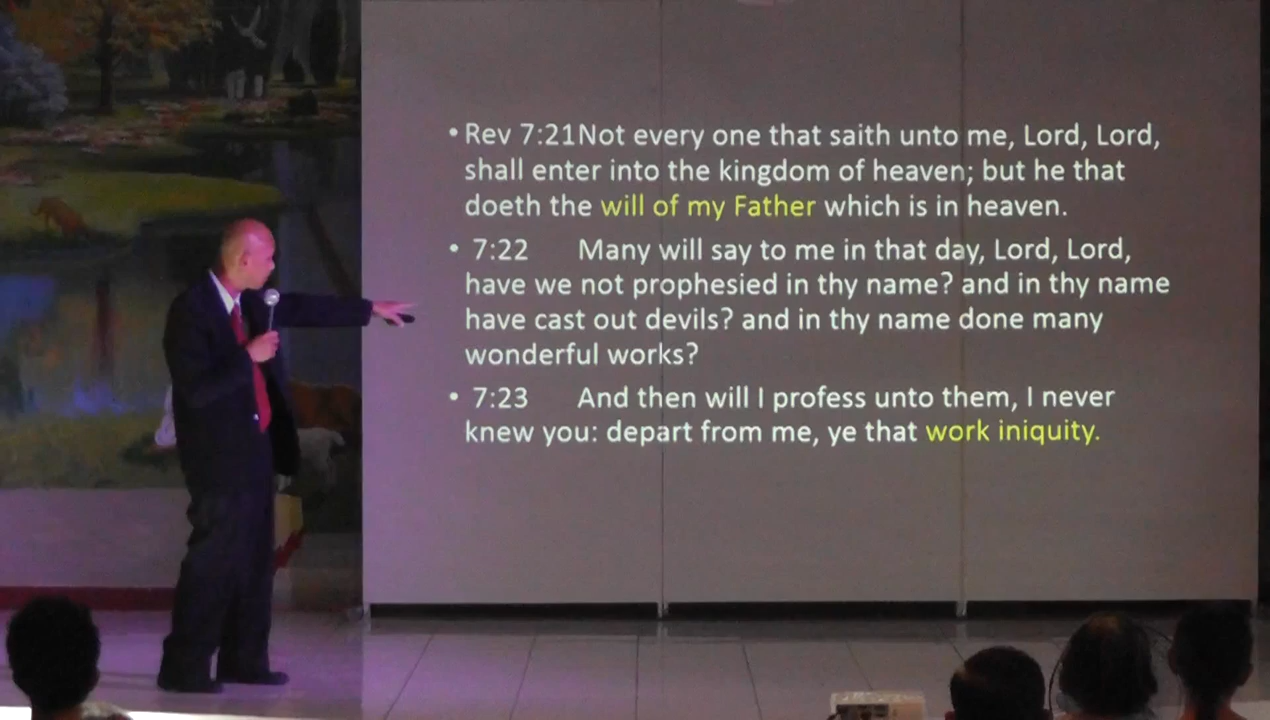 • Rev 7:21Not every one that saith unto me, Lord, Lord,
shall enter into the kingdom of heaven; but he that
doeth the will of my Father which is in heaven.
• 7:22 Many will say to me in that day, Lord, Lord,
have we not prophesied in thy name? and in thy name
have cast out devils? and in thy name done many
wonderful works?
• 7:23 And then will I profess unto them, I never
knew you: depart from me, ye that work iniquity.